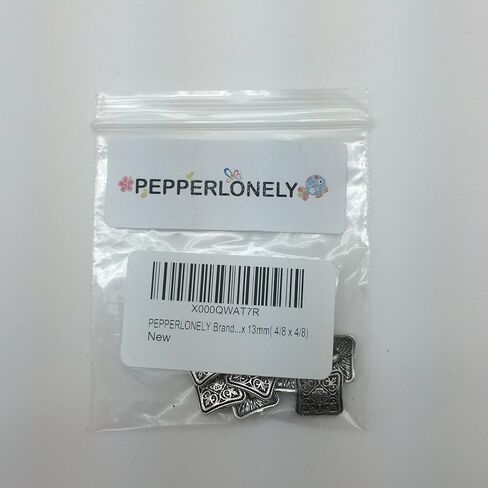 PEPPERLONELY
X000QWAT7R
PEPPERLONELY Brand...x 13mm( 4/8 x 4/8)
New